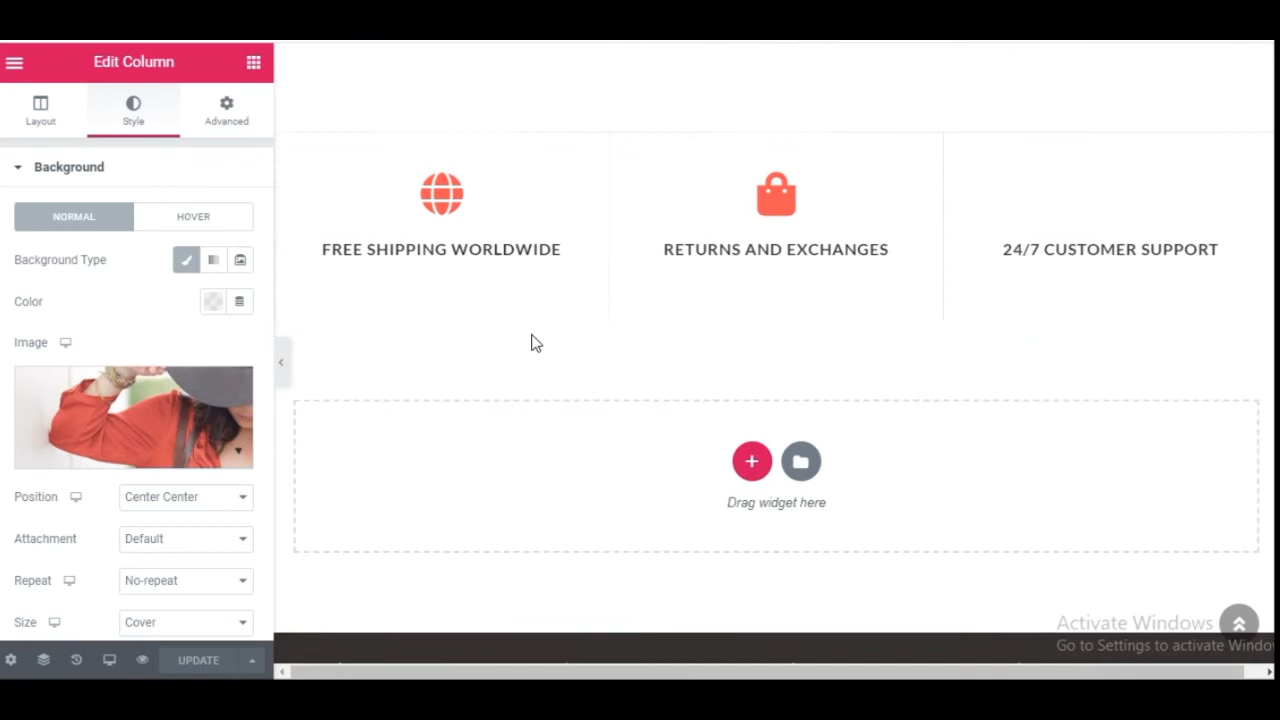 Edit Column
Layout
Style
Advanced
Background
NORMAL
HOVER
Background Type
Color
Image
Position
Center Center
Attachment
Default
Repeat
No-repeat
Size
Cover
UPDATE
FREE SHIPPING WORLDWIDE
RETURNS AND EXCHANGES
24/7 CUSTOMER SUPPORT
Drag widget here
Activate Windows
Go to Settings to activate Windo